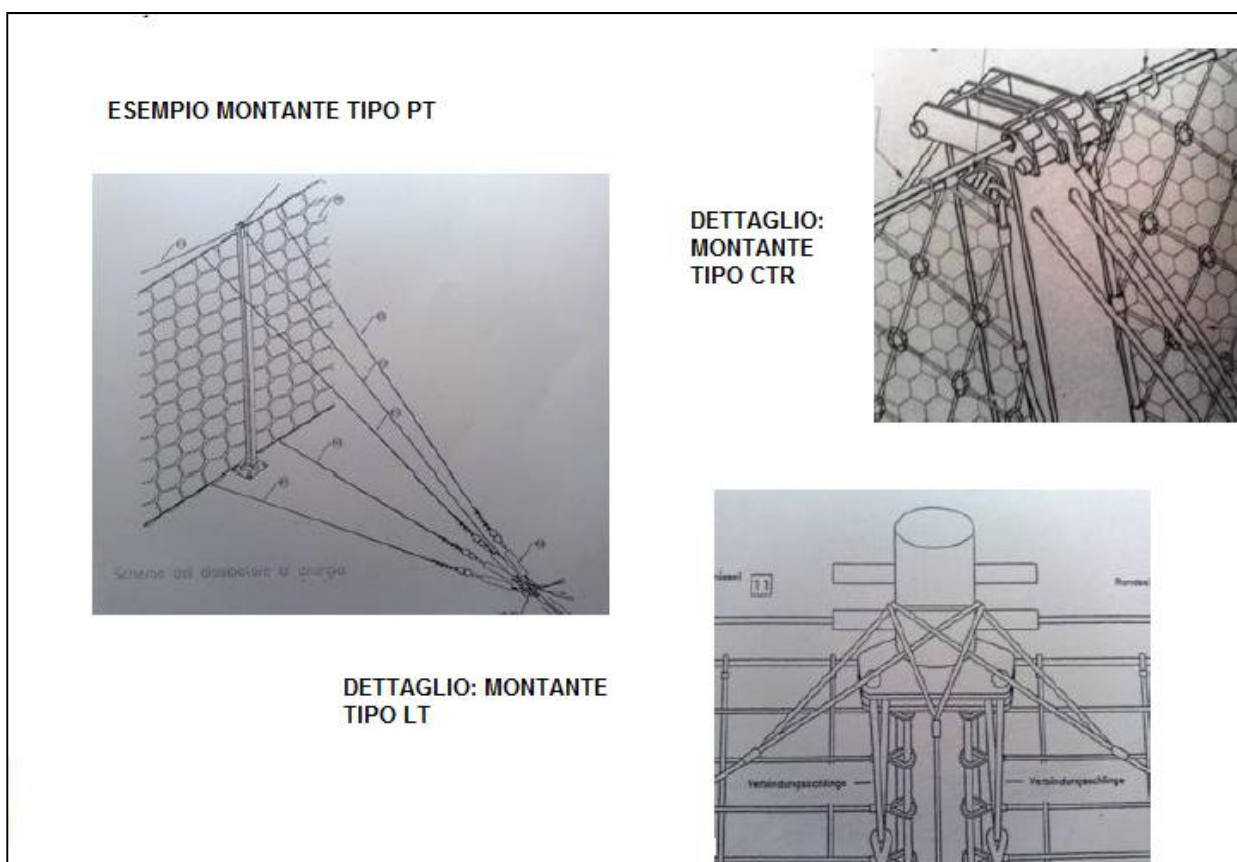 ESEMPIO MONTANTE TIPO PT
DETTAGLIO:
MONTANTE
TIPO CTR
DETTAGLIO: MONTANTE
TIPO LT
11
Verbindungsschlinge
Verbindungsschlinge